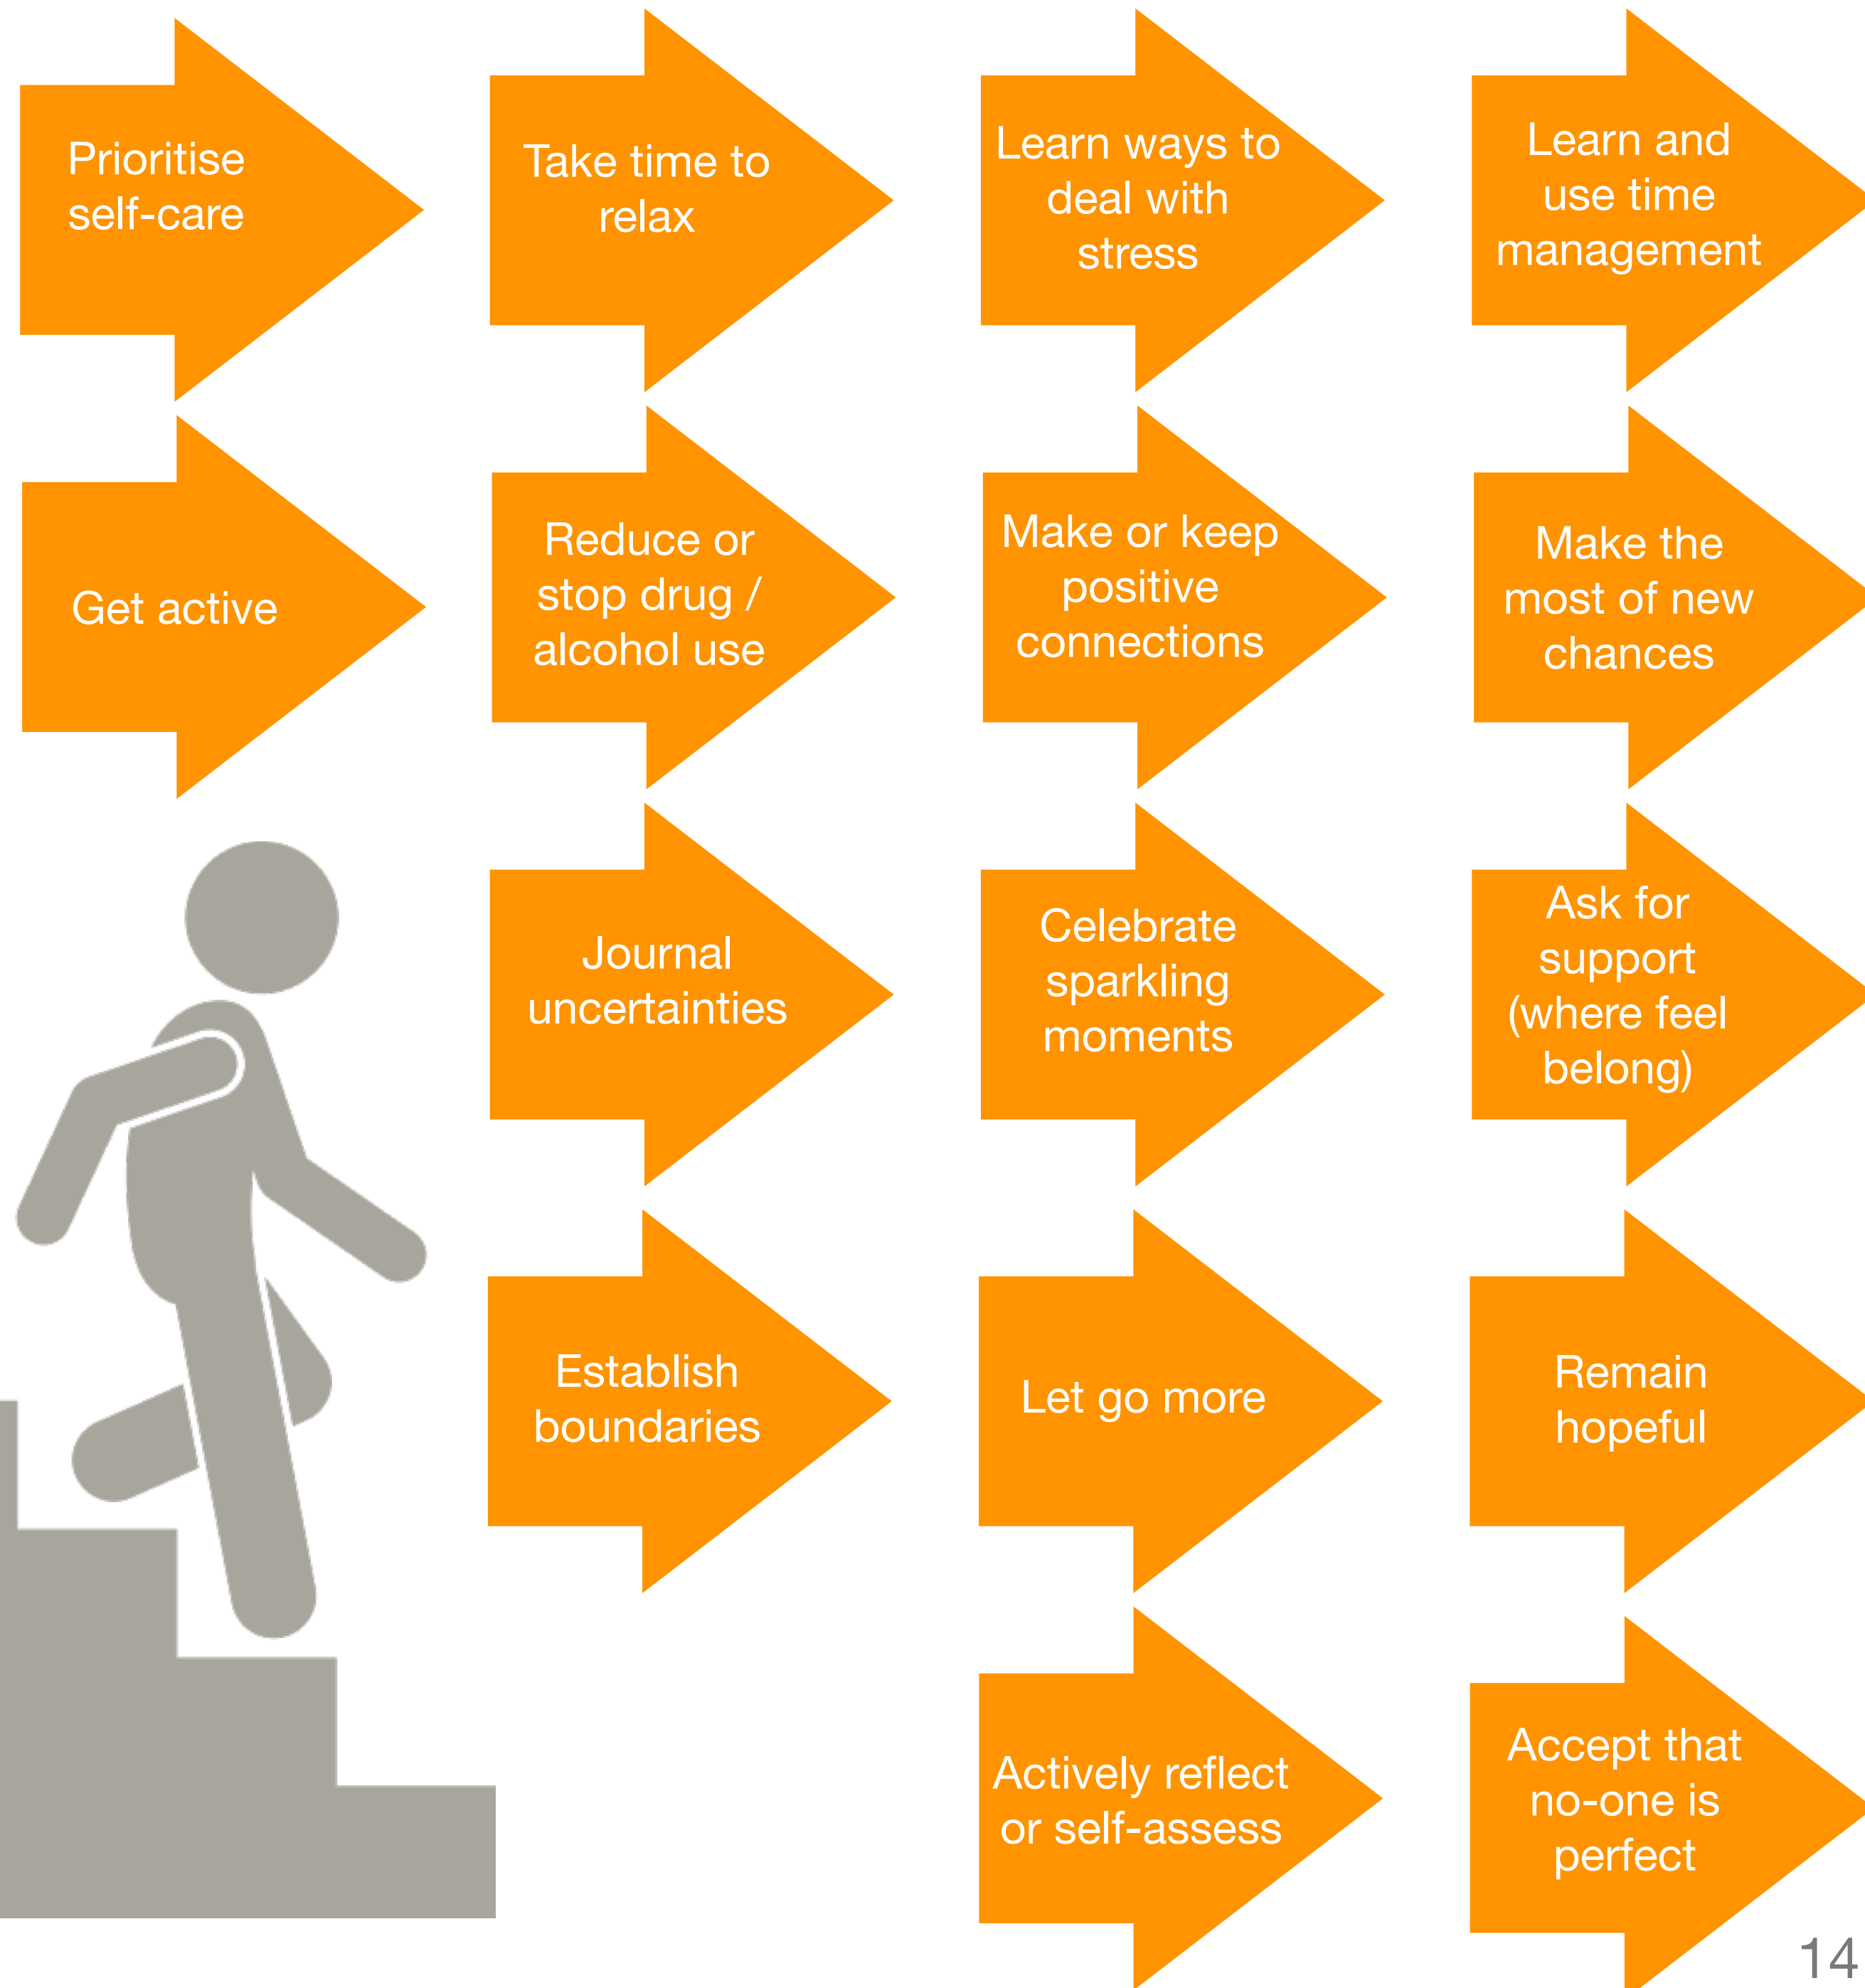 Prioritise
self-care
Take time to
relax
Learn ways to
deal with
stress
Learn and
use time
management
Get active
Reduce or
stop drug /
alcohol use
Make or keep
positive
connections
Make the
most of new
chances
Journal
uncertainties
Celebrate
sparkling
moments
Ask for
support
(where feel
belong)
Establish
boundaries
Let go more
Remain
hopeful
Actively reflect
or self-assess
Accept that
no-one is
perfect
14